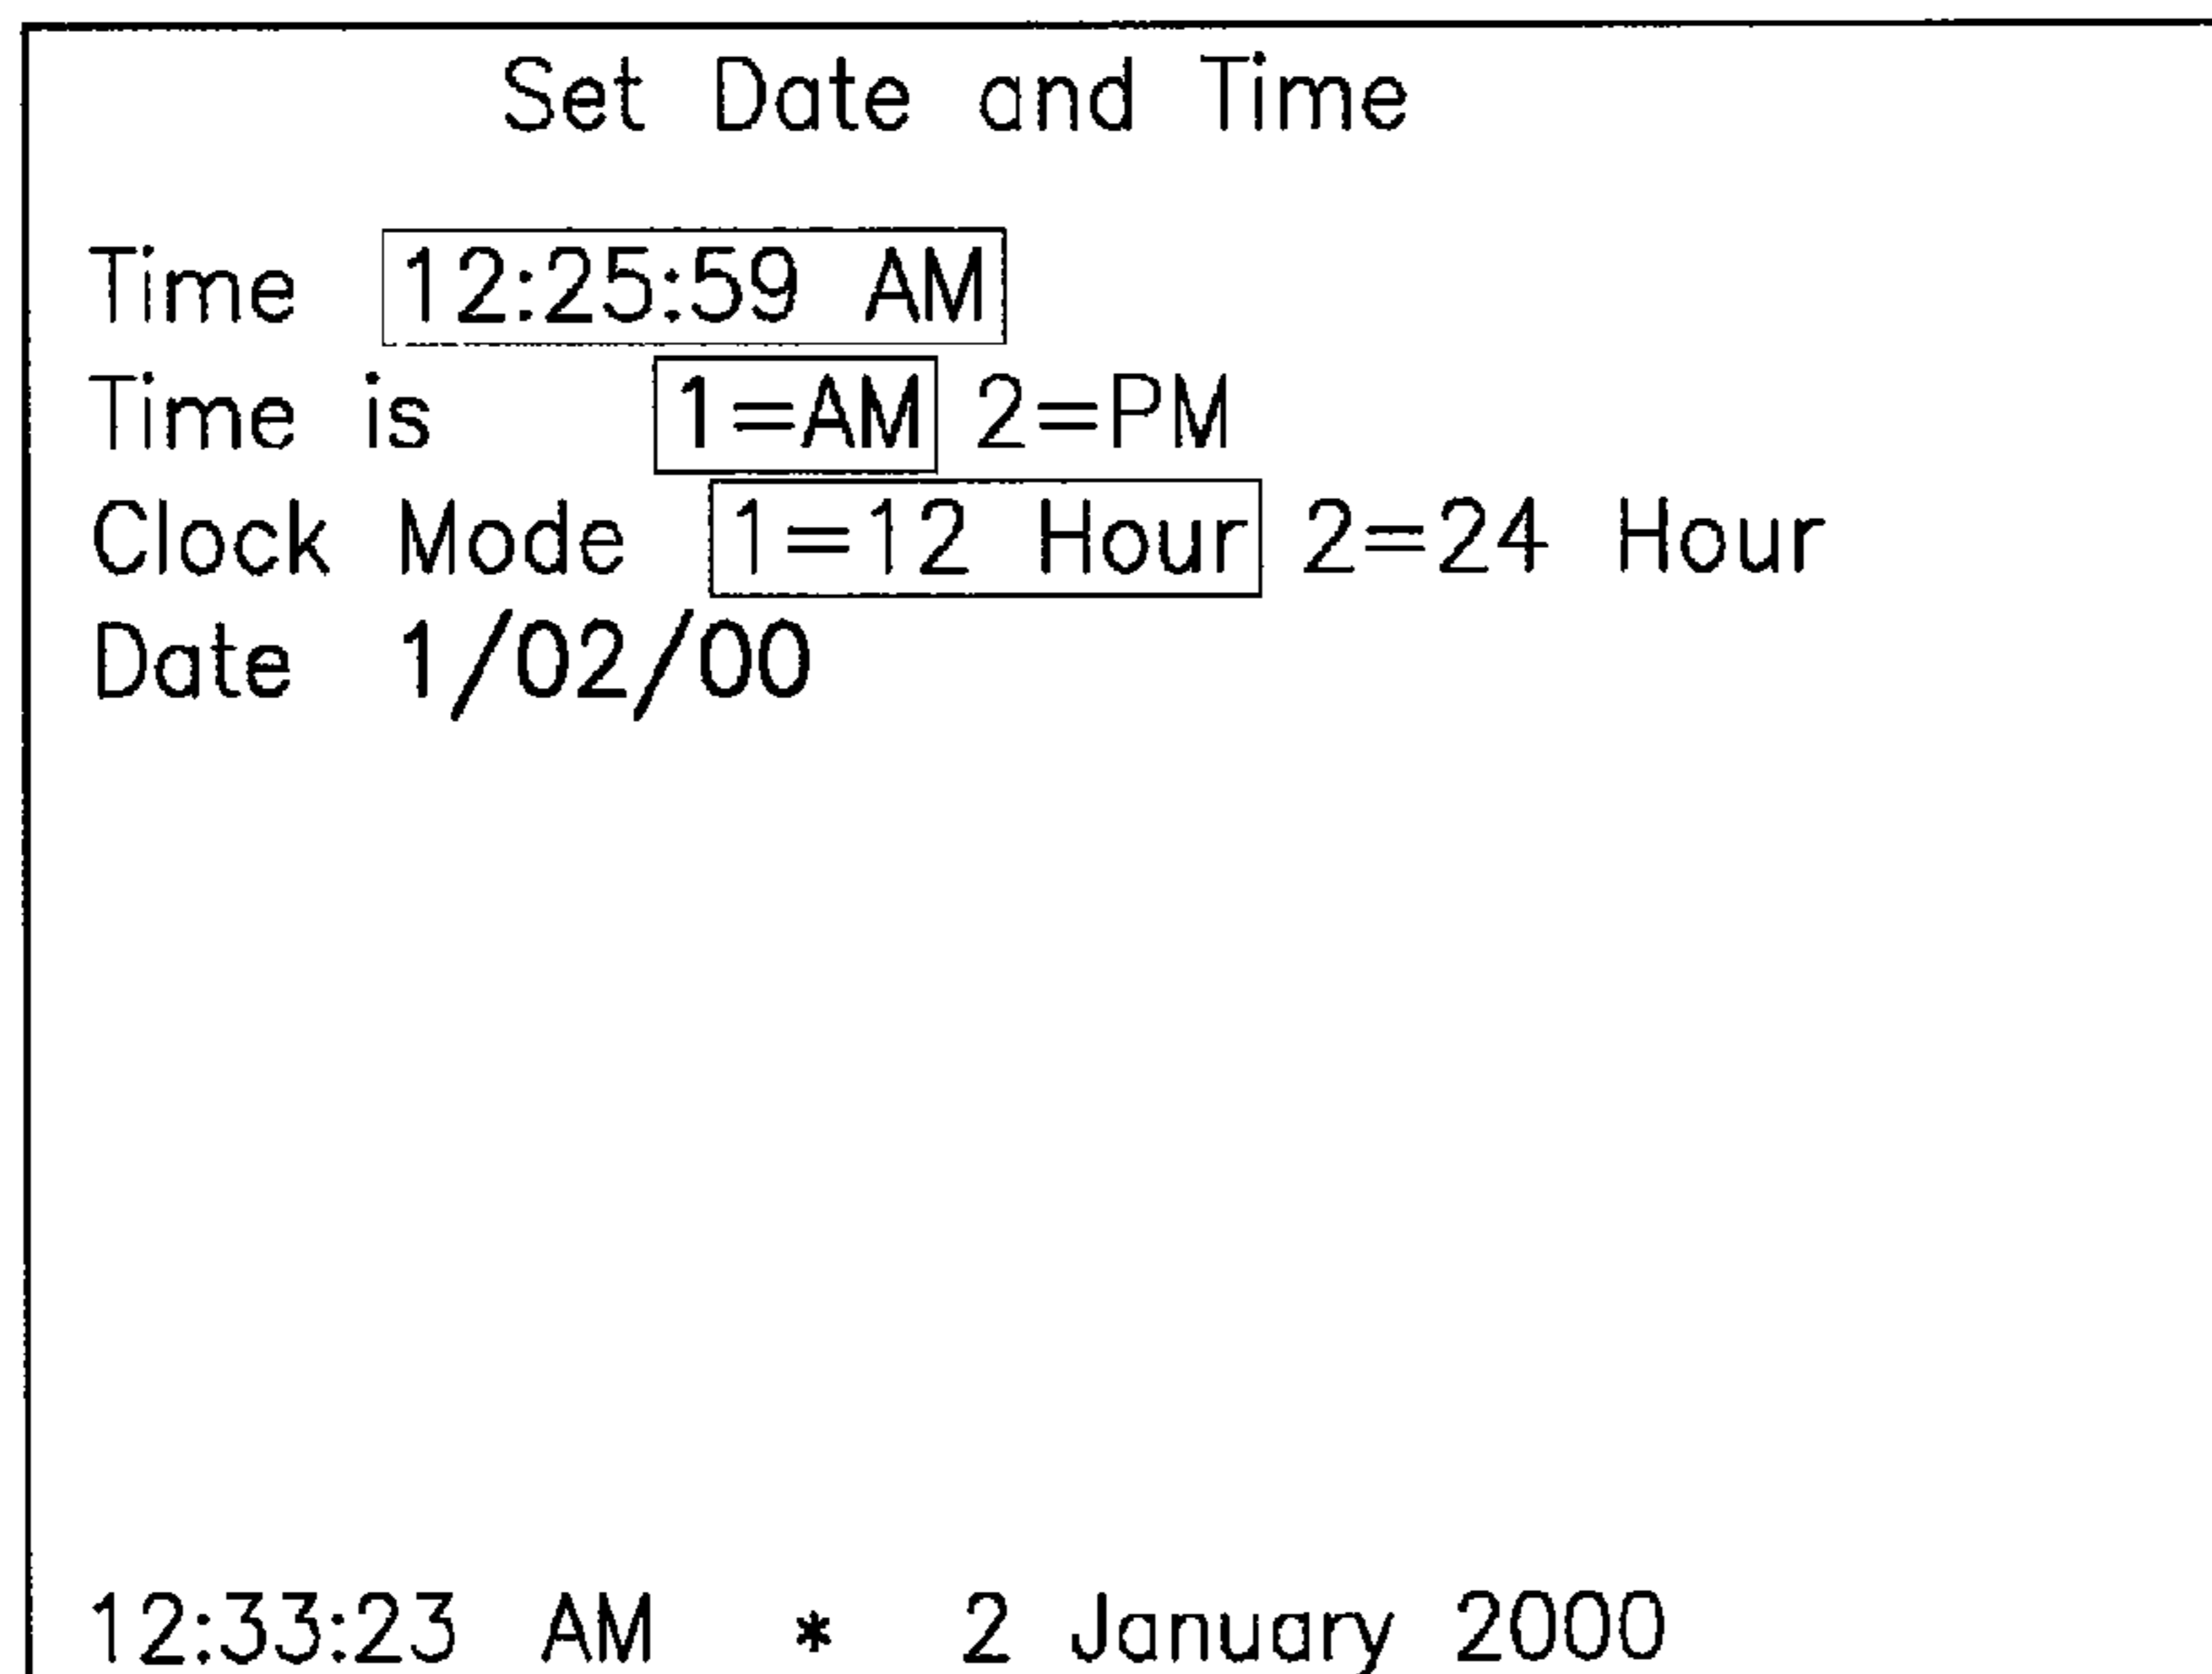 Set Date and Time
Time 12:25:59 AM
Time is 1=AM 2=PM
Clock Mode 1=12 Hour 2=24 Hour
Date 1/02/00
12:33:23 AM * 2 January 2000